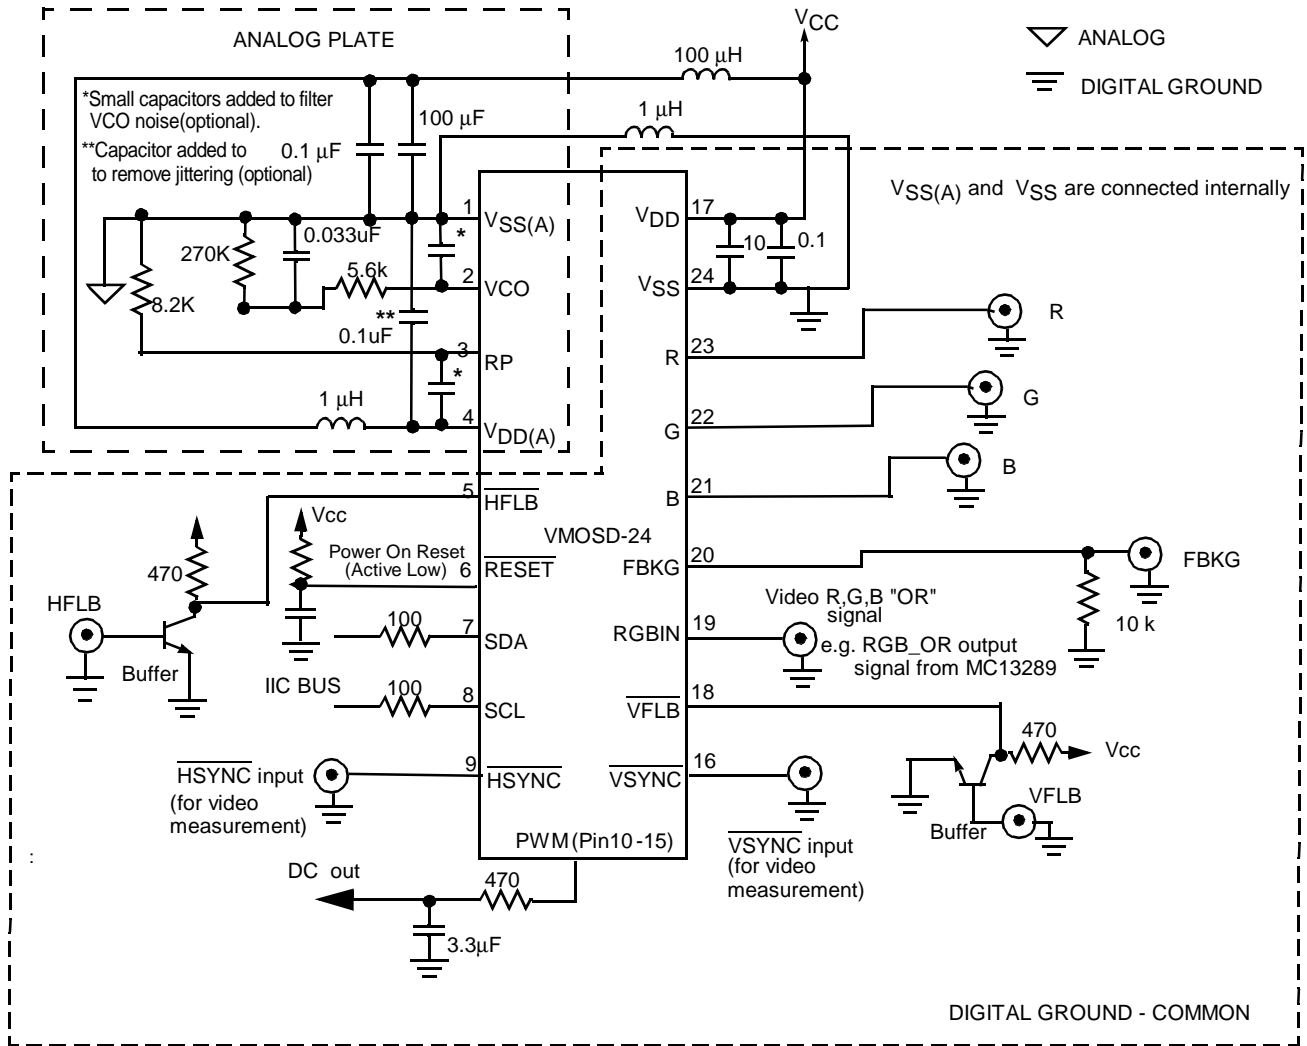 ANALOG PLATE
VCC
ANALOG
DIGITAL GROUND
100 µH
1 µH
*Small capacitors added to filter
VCO noise(optional).
**Capacitor added to
to remove jittering (optional)
100 µF
0.1 µF
VSS(A) and VSS are connected internally
1
VSS(A)
VDD
17
*
0.033uF
270K
5.6k
10
0.1
2
VCO
VSS
24
8.2K
**
0.1uF
R
3
RP
R
23
*
G
1 µH
4
VDD(A)
G
22
B
5
HFLB
B
21
Vcc
VMOSD-24
Power On Reset
(Active Low)
6
RESET
FBKG
20
FBKG
470
HFLB
Video R,G,B "OR"
signal
100
7
SDA
RGBIN
19
e.g. RGB_OR output
signal from MC13289
10 k
Buffer
IIC BUS
100
8
SCL
VFLB
18
470
Vcc
HSYNC input
(for video
measurement)
9
HSYNC
VSYNC
16
VFLB
Buffer
PWM(Pin10-15)
VSYNC input
(for video
measurement)
:
DC out
470
3.3µF
DIGITAL GROUND - COMMON